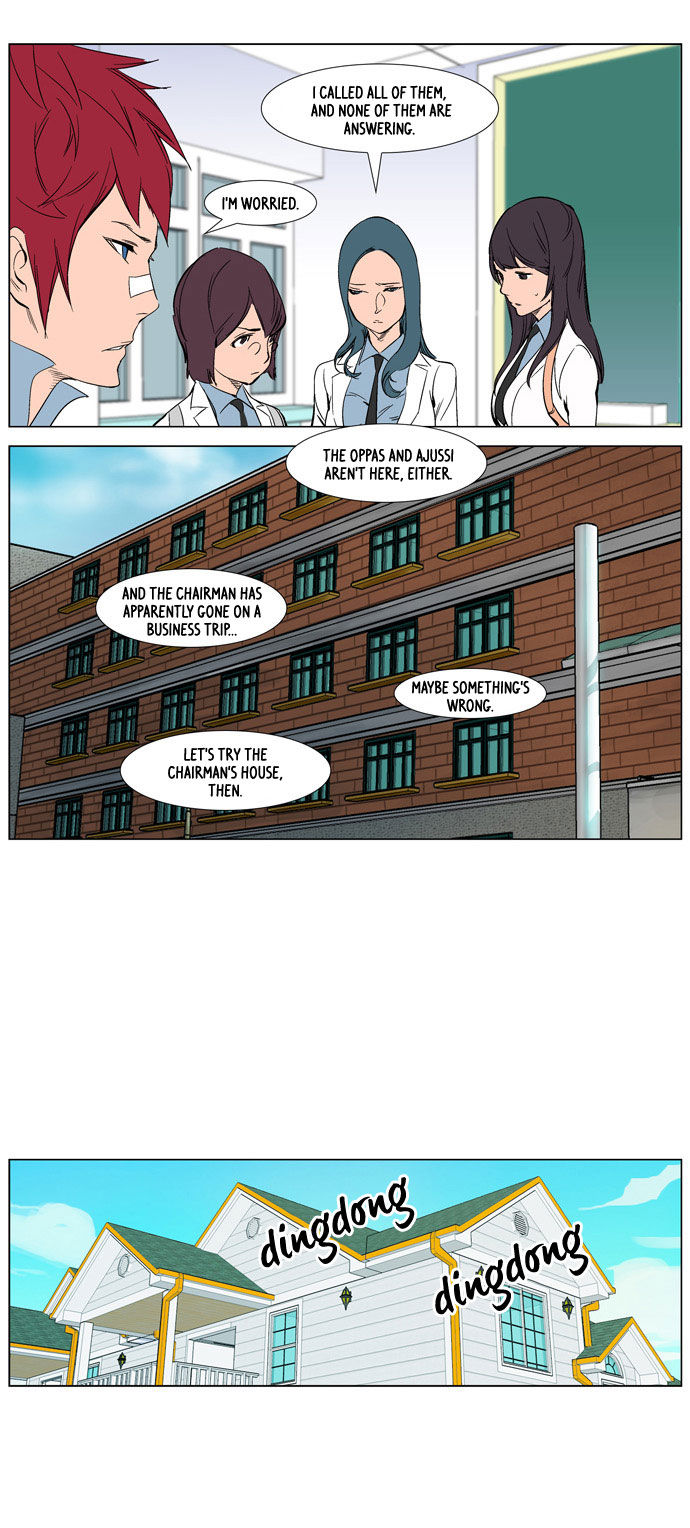 I CALLED ALL OF THEM,
AND NONE OF THEM ARE
ANSWERING.
I'M WORRIED.
THE OPPAS AND AJUSSI
AREN'T HERE, EITHER.
AND THE CHAIRMAN HAS
APPARENTLY GONE ON A
BUSINESS TRIP...
MAYBE SOMETHING'S
WRONG.
LET'S TRY THE
CHAIRMAN'S HOUSE,
THEN.
dingdong
dingdong